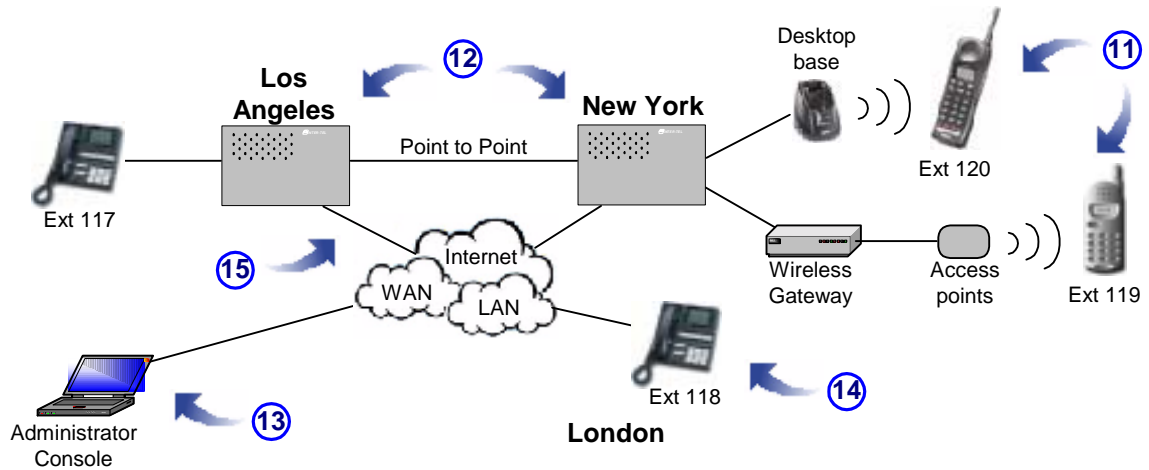 Desktop
base
11
12
Los
Angeles
New York
Point to Point
Ext 120
Ext 117
15
Internet
WAN
LAN
Wireless
Gateway
Access
points
Ext 119
Ext 118
14
13
Administrator
Console
London